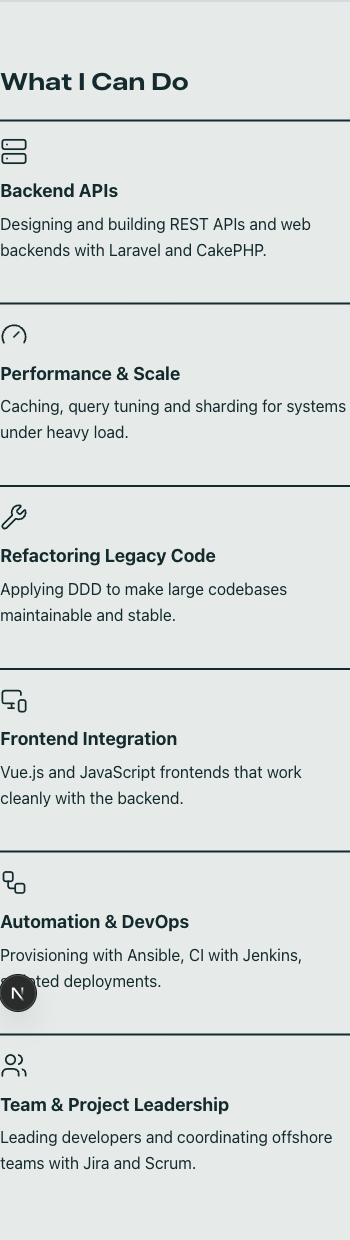 What I Can Do
Backend APIs
Designing and building REST APIs and web
backends with Laravel and CakePHP.
Performance & Scale
Caching, query tuning and sharding for systems
under heavy load.
Refactoring Legacy Code
Applying DDD to make large codebases
maintainable and stable.
Frontend Integration
Vue.js and JavaScript frontends that work
cleanly with the backend.
Automation & DevOps
Provisioning with Ansible, CI with Jenkins,
deployments.
N
Team & Project Leadership
Leading developers and coordinating offshore
teams with Jira and Scrum.